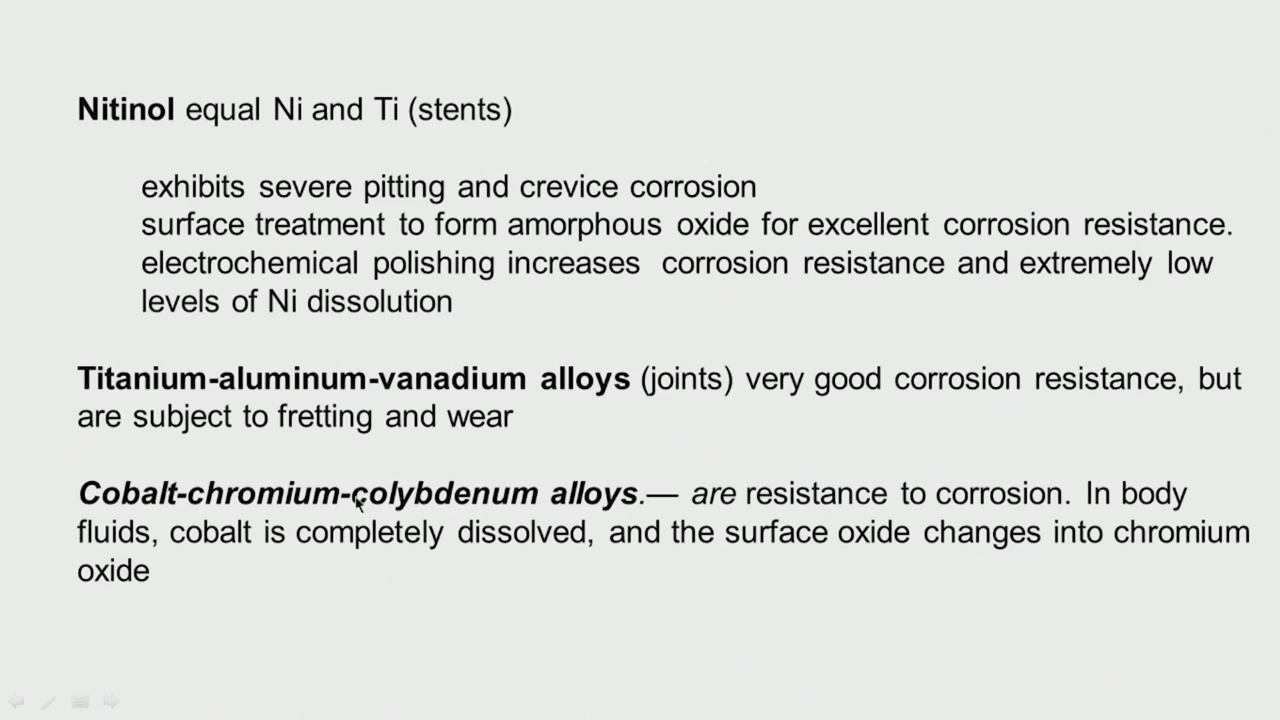 Nitinol equal Ni and Ti (stents)
exhibits severe pitting and crevice corrosion
surface treatment to form amorphous oxide for excellent corrosion resistance.
electrochemical polishing increases corrosion resistance and extremely low
levels of Ni dissolution
Titanium-aluminum-vanadium alloys (joints) very good corrosion resistance, but
are subject to fretting and wear
Cobalt-chromium-colybdenum alloys.— are resistance to corrosion. In body
fluids, cobalt is completely dissolved, and the surface oxide changes into chromium
oxide